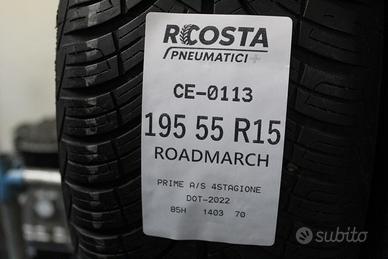 RCOSTA
PNEUMATICI+
CE-0113
195 55 R15
ROADMARCH
PRIME A/S 4STAGIONE
DOT-2022
85H 1403 70
subito